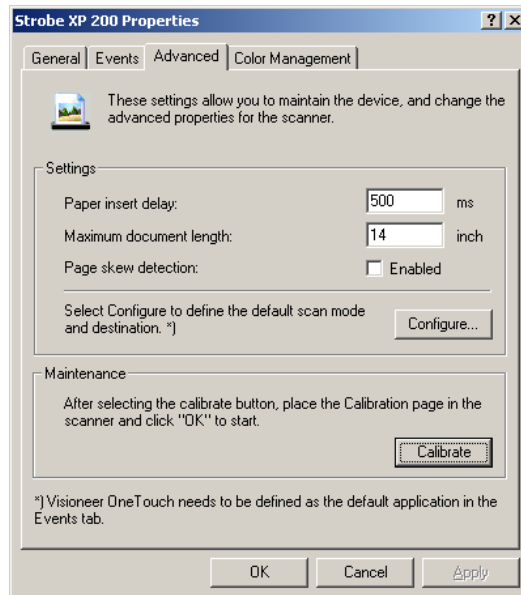 Strobe XP 200 Properties
General Events Advanced Color Management
These settings allow you to maintain the device, and change the
advanced properties for the scanner.
Settings
Paper insert delay: 500 ms
Maximum document length: 14 inch
Page skew detection: Enabled
Select Configure to define the default scan mode
and destination. *)
Configure...
Maintenance
After selecting the calibrate button, place the Calibration page in the
scanner and click "OK" to start.
Calibrate
*) Visioneer OneTouch needs to be defined as the default application in the
Events tab.
OK Cancel Apply